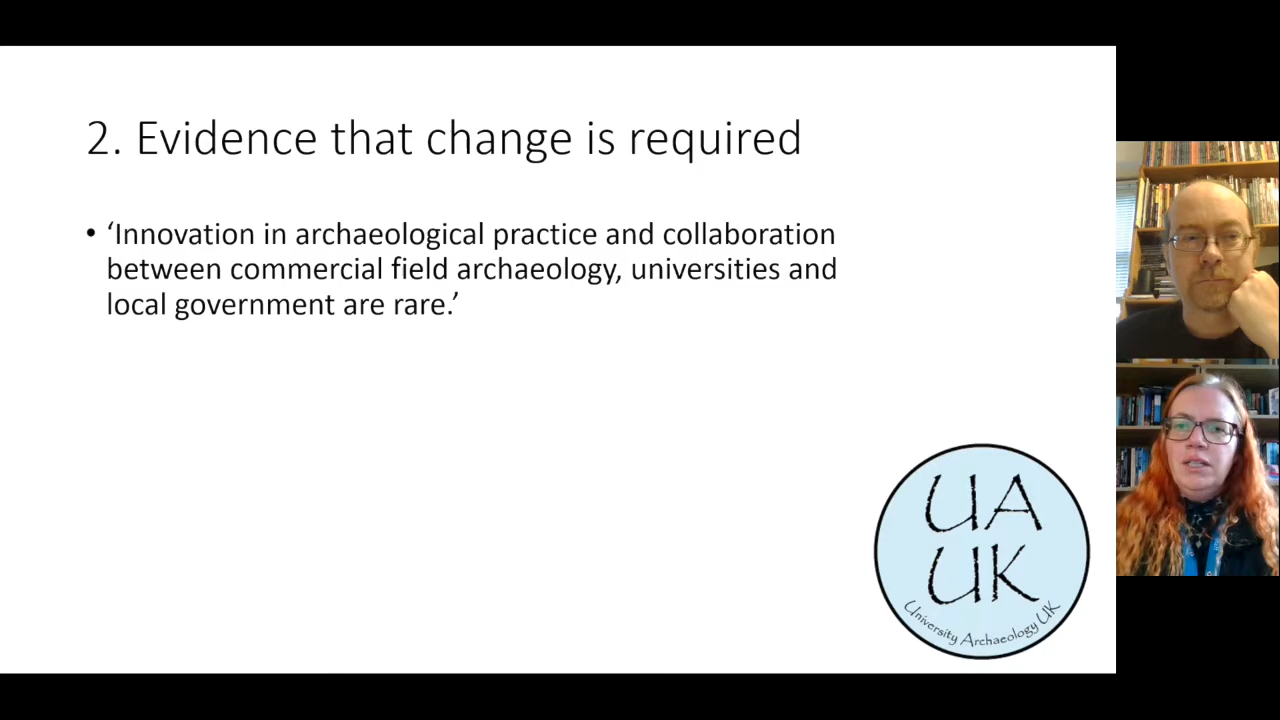 2. Evidence that change is required
• ‘Innovation in archaeological practice and collaboration
between commercial field archaeology, universities and
local government are rare.’
UA
UK
University Archaeology UK